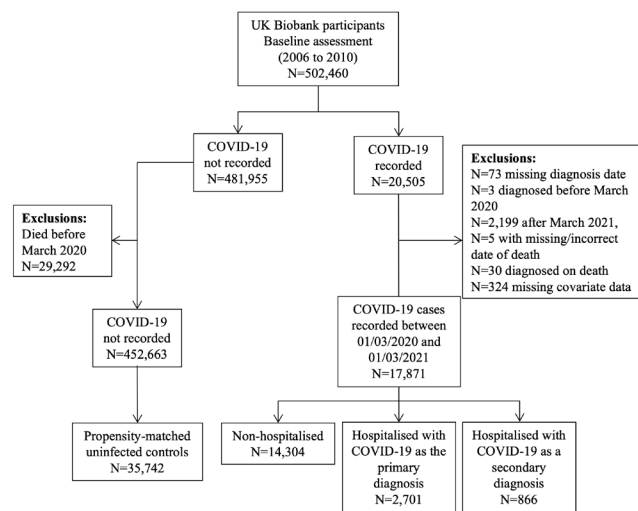 UK Biobank participants
Baseline assessment
(2006 to 2010)
N=502,460
COVID-19
not recorded
N=481,955
COVID-19
recorded
N=20,505
Exclusions:
N=73 missing diagnosis date
N=3 diagnosed before March
2020
N=2,199 after March 2021,
N=5 with missing/incorrect
date of death
N=30 diagnosed on death
N=324 missing covariate data
Exclusions:
Died before
March 2020
N=29,292
COVID-19
not recorded
N=452,663
COVID-19 cases
recorded between
01/03/2020 and
01/03/2021
N=17,871
Propensity-matched
uninfected controls
N=35,742
Non-hospitalised
N=14,304
Hospitalised with
COVID-19 as the
primary
diagnosis
N=2,701
Hospitalised with
COVID-19 as a
secondary
diagnosis
N=866